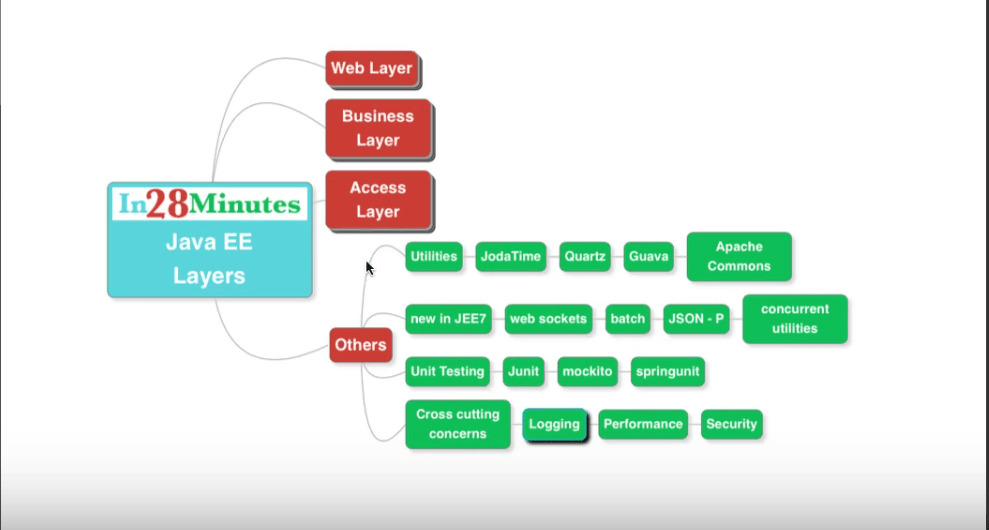 Web Layer
Business
Layer
Access
Layer
In28Minutes
Java EE
Layers
Utilities
JodaTime
Quartz
Guava
Apache
Commons
new in JEE7
web sockets
batch
JSON - P
concurrent
utilities
Others
Unit Testing
Junit
mockito
springunit
Cross cutting
concerns
Logging
Performance
Security